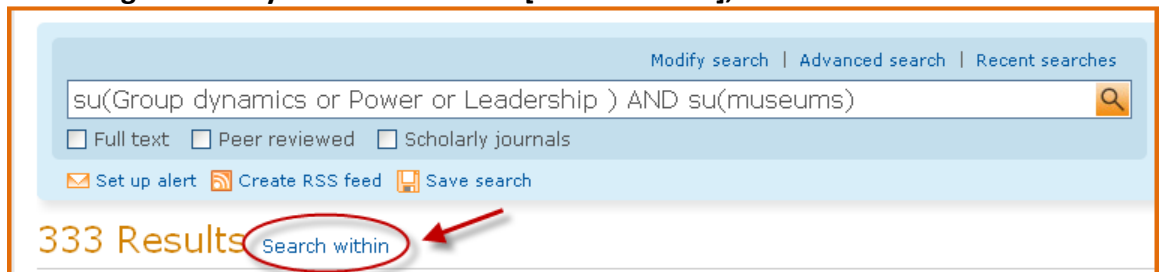 Modify search | Advanced search | Recent searches
su(Group dynamics or Power or Leadership ) AND su(museums)
Full text Peer reviewed Scholarly journals
Set up alert Create RSS feed Save search
333 Results Search within